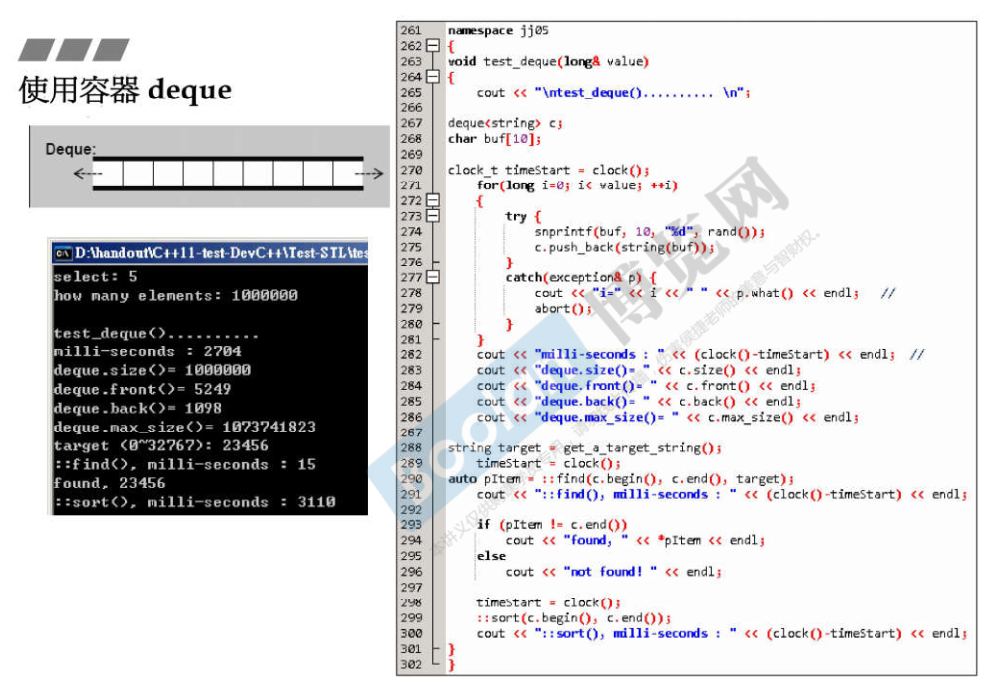 使用容器 deque
Deque:
D:\handout\C++11-test-DevC++\Test-STL\tes
select: 5
how many elements: 1000000
test_deque()..........
milli-seconds : 2704
deque.size()= 1000000
deque.front()= 5249
deque.back()= 1098
deque.max_size()= 1073741823
target (0~32767): 23456
::find(), milli-seconds : 15
found, 23456
::sort(), milli-seconds : 3110
261 namespace jj05
262 {
263 void test_deque(long& value)
264 {
265 cout << "\ntest_deque().......... \n";
266
267 deque<string> c;
268 char buf[10];
269
270 clock_t timeStart = clock();
271 for(long i=0; i< value; ++i)
272 {
273 try {
274 snprintf(buf, 10, "%d", rand());
275 c.push_back(string(buf));
276 }
277 catch(exception& p) {
278 cout << "i=" << i << " " << p.what() << endl; //
279 abort();
280 }
281 }
282 cout << "milli-seconds : " << (clock()-timeStart) << endl; //
283 cout << "deque.size()= " << c.size() << endl;
284 cout << "deque.front()= " << c.front() << endl;
285 cout << "deque.back()= " << c.back() << endl;
286 cout << "deque.max_size()= " << c.max_size() << endl;
287
288 string target = get_a_target_string();
289 timeStart = clock();
290 auto pItem = ::find(c.begin(), c.end(), target);
291 cout << "::find(), milli-seconds : " << (clock()-timeStart) << endl;
292
293 if (pItem != c.end())
294 cout << "found, " << *pItem << endl;
295 else
296 cout << "not found! " << endl;
297
298 timeStart = clock();
299 ::sort(c.begin(), c.end());
300 cout << "::sort(), milli-seconds : " << (clock()-timeStart) << endl;
301 }
302 }
Boolan 博览网